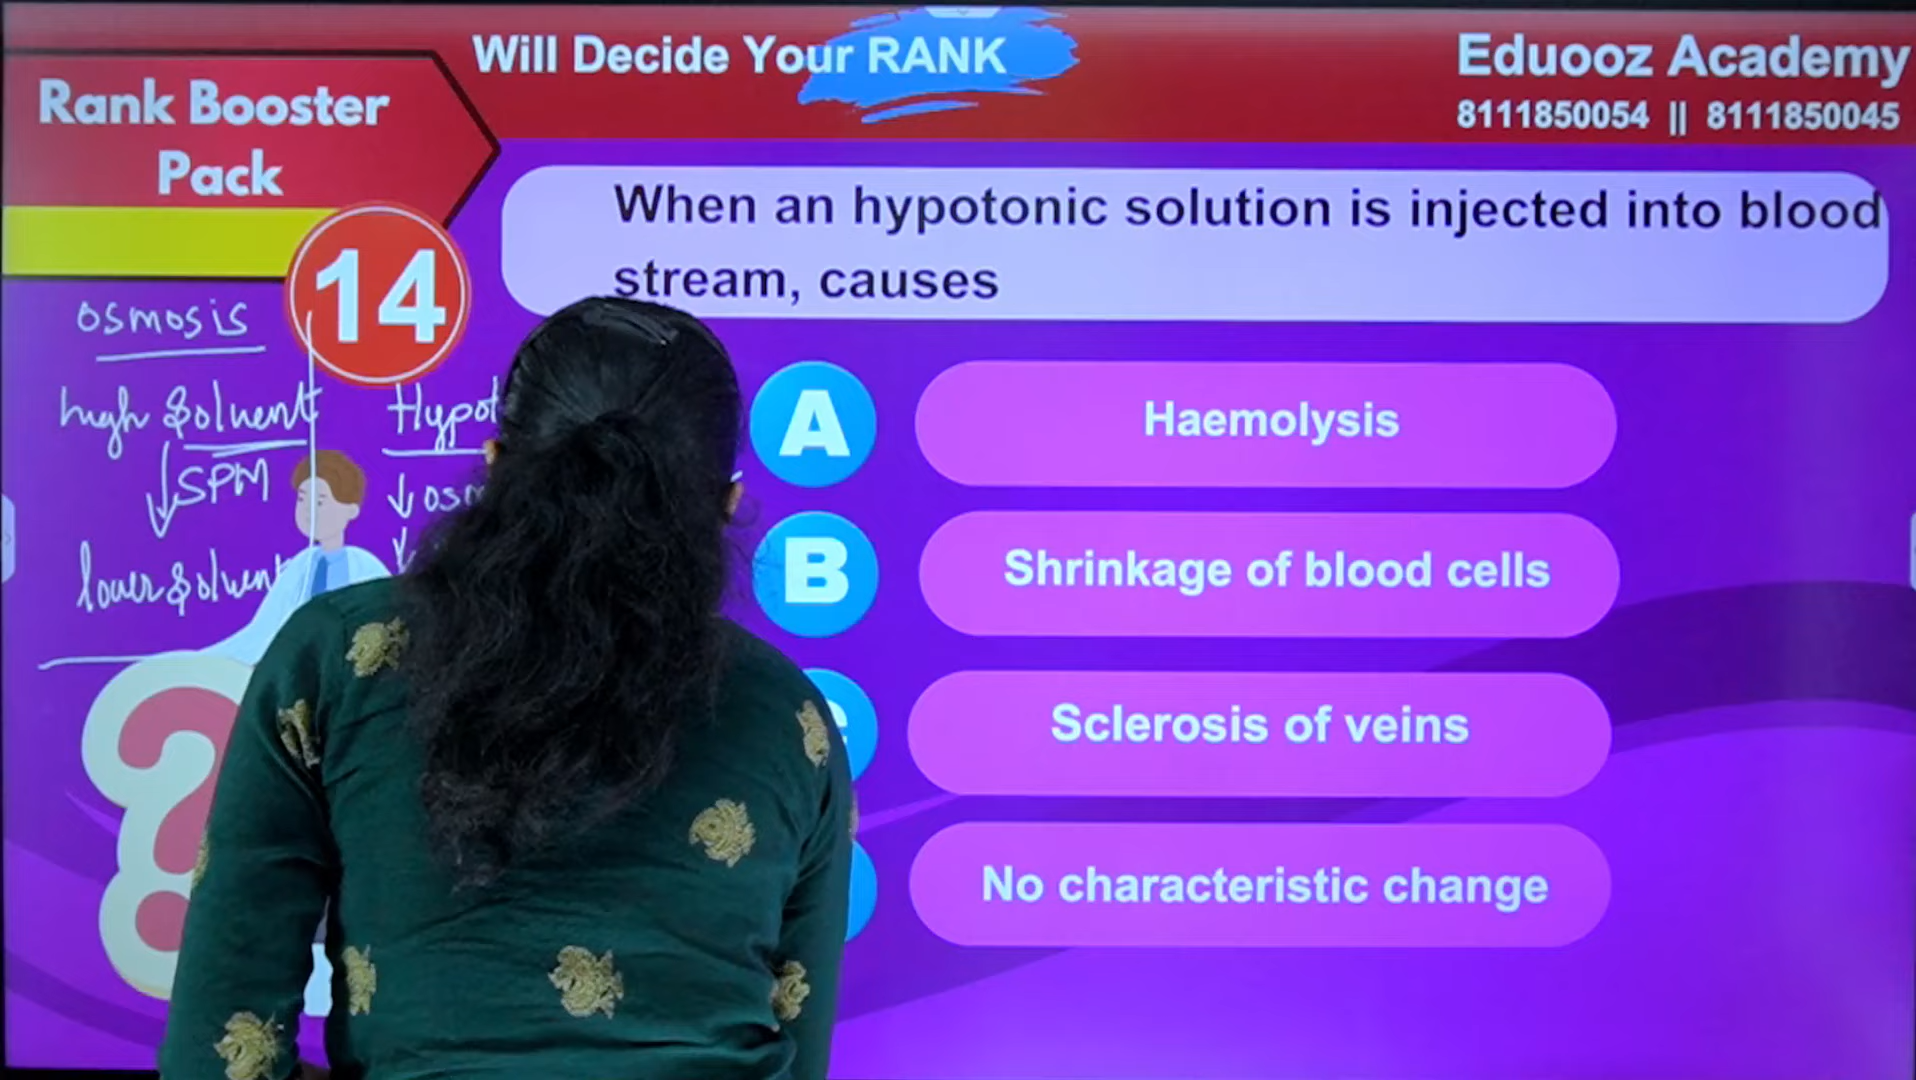 Will Decide Your RANK
Eduooz Academy
8111850054 || 8111850045
Rank Booster
Pack
14
When an hypotonic solution is injected into blood
stream, causes
A Haemolysis
B Shrinkage of blood cells
Sclerosis of veins
No characteristic change
osmosis
high solvent
SPM
lower solvent